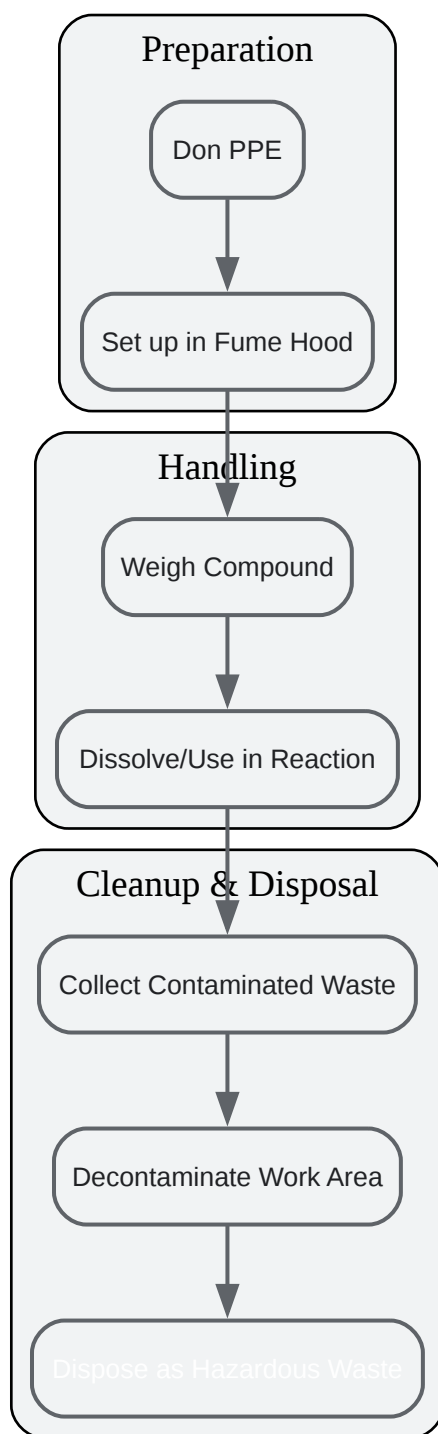 Preparation
Don PPE
Set up in Fume Hood
Handling
Weigh Compound
Dissolve/Use in Reaction
Cleanup & Disposal
Collect Contaminated Waste
Decontaminate Work Area
Dispose as Hazardous Waste